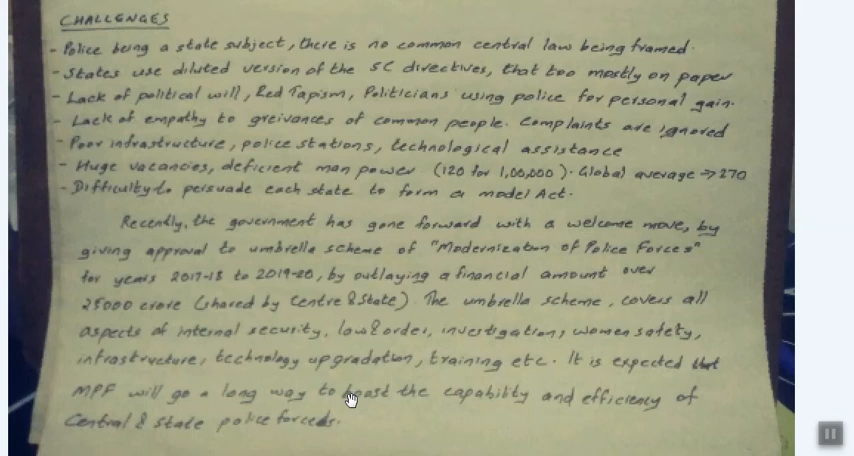 CHALLENGES
- Police being a state subject, there is no common central law being framed.
- States use diluted version of the SC directives, that too mostly on paper
- Lack of political will, Red Tapism, Politicians using police for personal gain.
- Lack of empathy to greivances of common people. Complaints are ignored
- Poor infrastructure, police stations, technological assistance
- Huge vacancies, deficient man power (120 for 1,00,000). Global average → 270
- Difficulty to persuade each state to form a model Act.
Recently, the government has gone forward with a welcome move, by
giving approval to umbrella scheme of "Modernization of Police Forces"
for years 2017-18 to 2019-20, by outlaying a financial amount over
25000 crore (shared by Centre & State). The umbrella scheme, covers all
aspects of internal security, law & order, investigation, women safety,
infrastructure, technology upgradation, training etc. It is expected that
MPF will go a long way to boost the capability and efficiency of
Central & State police forces.